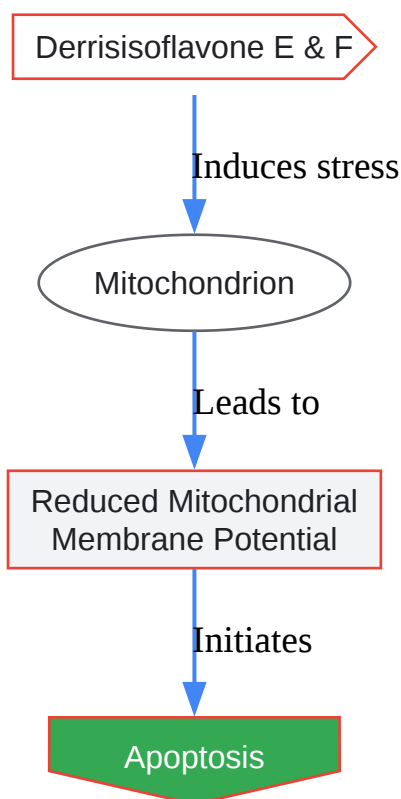 Derrisisoflavone E & F
Induces stress
Mitochondrion
Leads to
Reduced Mitochondrial
Membrane Potential
Initiates
Apoptosis